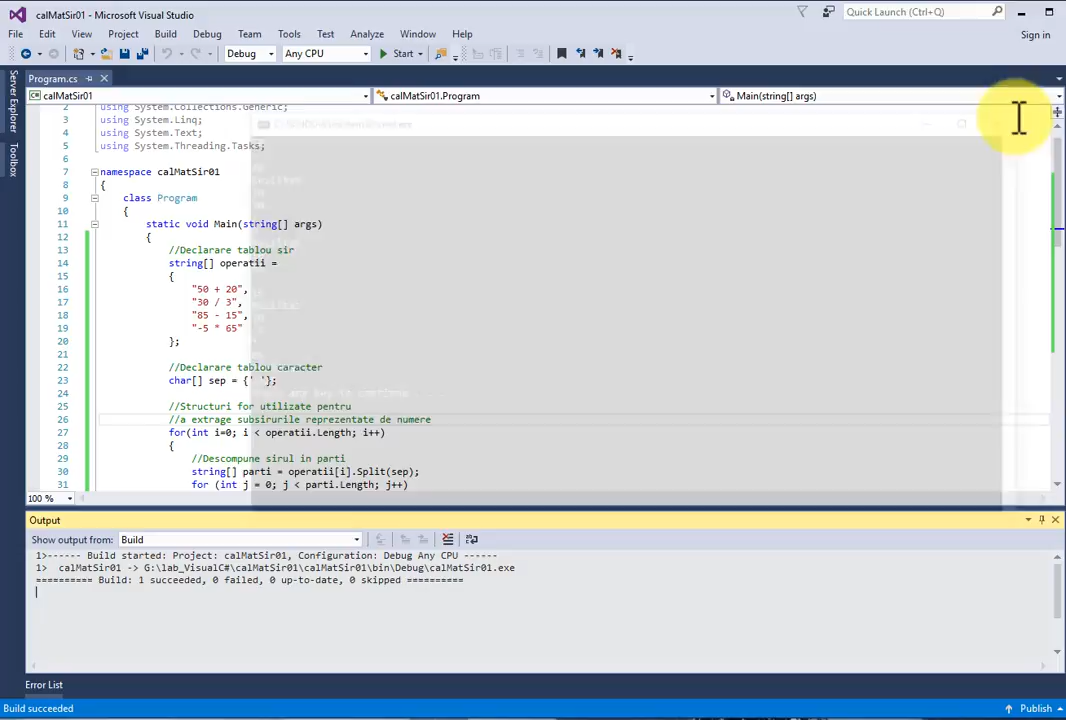 calMatSir01 - Microsoft Visual Studio
Quick Launch (Ctrl+Q)
File Edit View Project Build Debug Team Tools Test Analyze Window Help
Sign in
Debug Any CPU Start
Server Explorer
Toolbox
Program.cs
calMatSir01 calMatSir01.Program Main(string[] args)
2 using System.Collections.Generic;
3 using System.Linq;
4 using System.Text;
5 using System.Threading.Tasks;
6
7 namespace calMatSir01
8 {
9 class Program
10 {
11 static void Main(string[] args)
12 {
13 //Declarare tablou sir
14 string[] operatii =
15 {
16 "50 + 20",
17 "30 / 3",
18 "85 - 15",
19 "-5 * 65"
20 };
21
22 //Declarare tablou caracter
23 char[] sep = {' '};
24
25 //Structuri for utilizate pentru
26 //a extrage subsirurile reprezentate de numere
27 for(int i=0; i < operatii.Length; i++)
28 {
29 //Descompune sirul in parti
30 string[] parti = operatii[i].Split(sep);
31 for (int j = 0; j < parti.Length; j++)
100 %
Output
Show output from: Build
1>------ Build started: Project: calMatSir01, Configuration: Debug Any CPU ------
1> calMatSir01 -> G:\lab_VisualC#\calMatSir01\calMatSir01\bin\Debug\calMatSir01.exe
========== Build: 1 succeeded, 0 failed, 0 up-to-date, 0 skipped ==========
Error List
Build succeeded
Publish